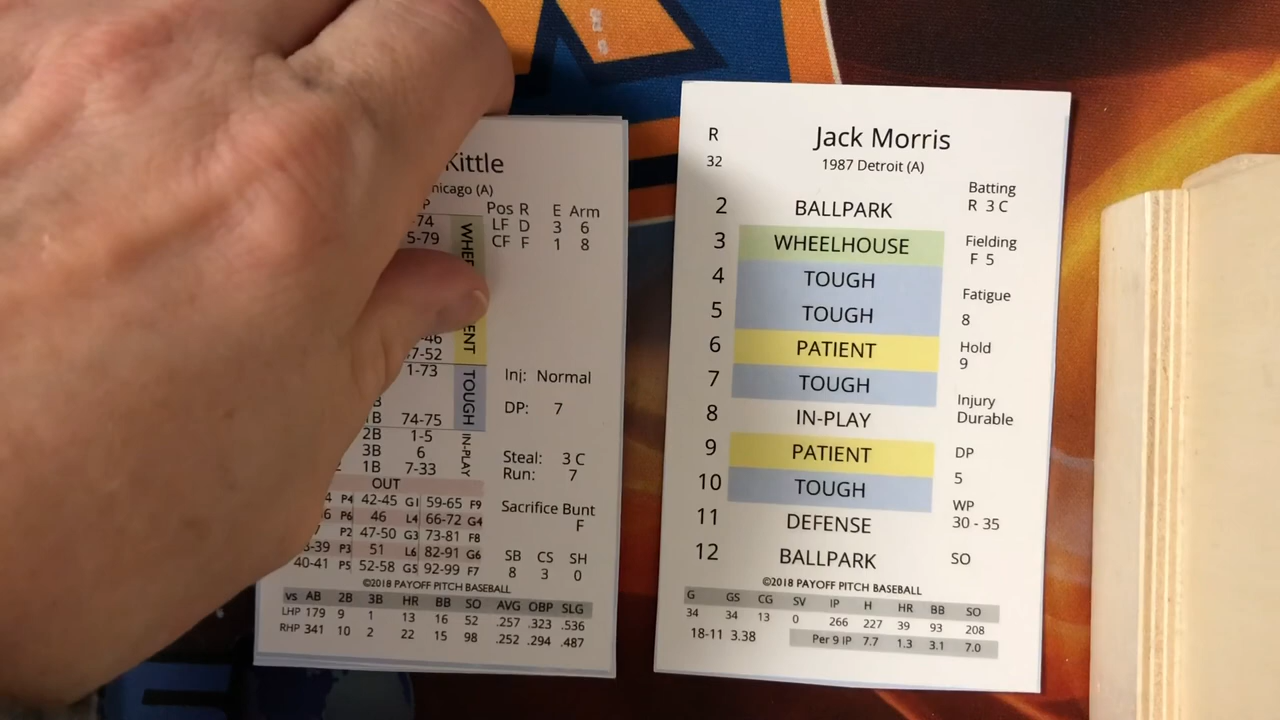 Kittle
hicago (A)
P
Pos R E Arm
74
LF D 3 6
5-79
CF F 1 8
-46
7-52
ENT
1-73
TOUGH
Inj: Normal
DP: 7
1B 74-75
2B 1-5
3B 6
1B 7-33
IN-PLAY
Steal: 3 C
Run: 7
OUT
Sacrifice Bunt
F
4 P4 42-45 G1 59-65 F9
6 P6 46 L4 66-72 G4
P2 47-50 G3 73-81 F8
-39 P3 51 L6 82-91 G6
40-41 P5 52-58 G5 92-99 F7
SB CS SH
8 3 0
©2018 PAYOFF PITCH BASEBALL
vs AB 2B 3B HR BB SO AVG OBP SLG
LHP 179 9 1 13 16 52 .257 .323 .536
RHP 341 10 2 22 15 98 .252 .294 .487
R
32
Jack Morris
1987 Detroit (A)
2 BALLPARK
3 WHEELHOUSE
4 TOUGH
5 TOUGH
6 PATIENT
7 TOUGH
8 IN-PLAY
9 PATIENT
10 TOUGH
11 DEFENSE
12 BALLPARK
Batting
R 3 C
Fielding
F 5
Fatigue
8
Hold
9
Injury
Durable
DP
5
WP
30 - 35
SO
©2018 PAYOFF PITCH BASEBALL
G GS CG SV IP H HR BB SO
34 34 13 0 266 227 39 93 208
18-11 3.38 Per 9 IP 7.7 1.3 3.1 7.0